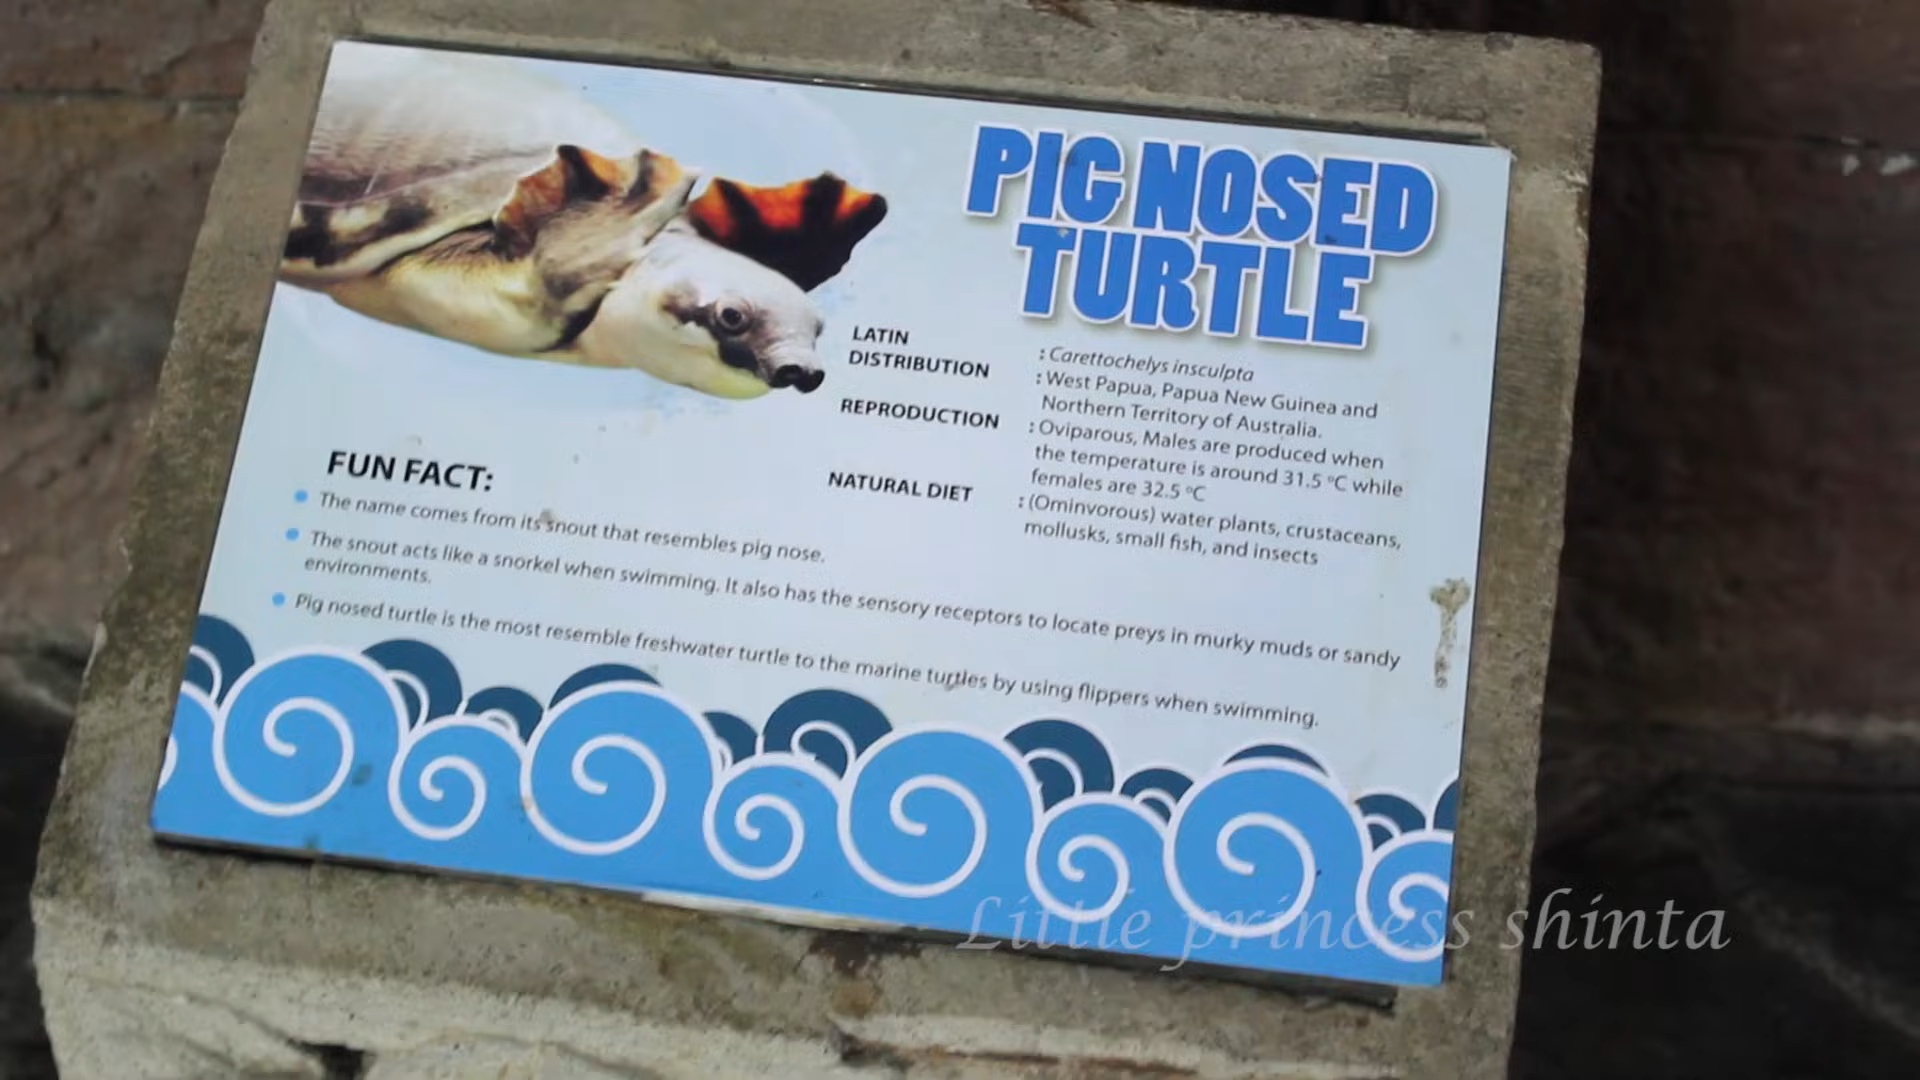 PIG NOSED
TURTLE
LATIN : Carettochelys insculpta
DISTRIBUTION : West Papua, Papua New Guinea and
Northern Territory of Australia.
REPRODUCTION : Oviparous, Males are produced when
the temperature is around 31.5 °C while
females are 32.5 °C
NATURAL DIET : (Ominvorous) water plants, crustaceans,
mollusks, small fish, and insects
FUN FACT:
The name comes from its snout that resembles pig nose.
The snout acts like a snorkel when swimming. It also has the sensory receptors to locate preys in murky muds or sandy
environments.
Pig nosed turtle is the most resemble freshwater turtle to the marine turtles by using flippers when swimming.
Little princess shinta